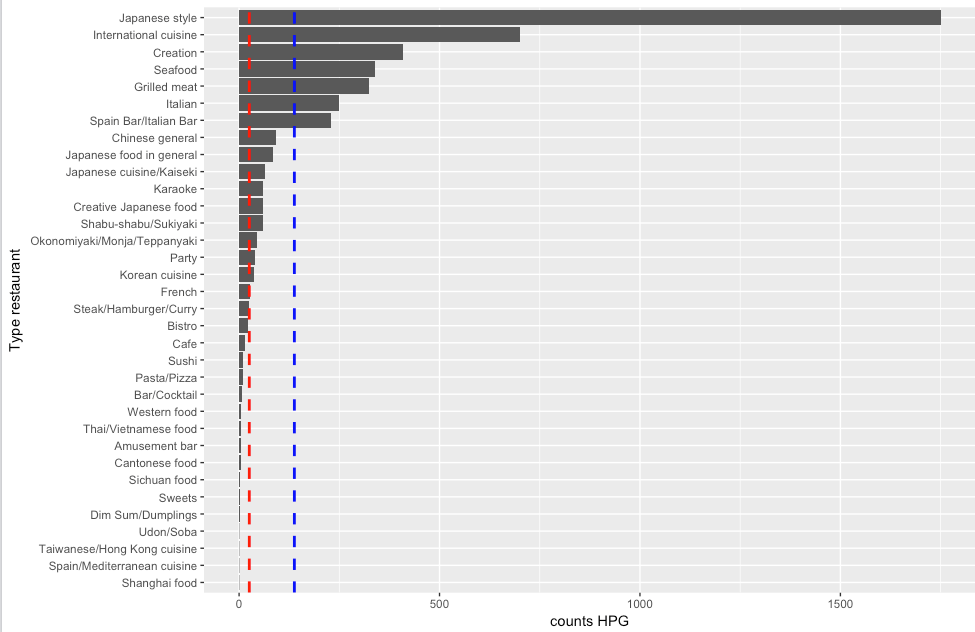 Type restaurant
Japanese style
International cuisine
Creation
Seafood
Grilled meat
Italian
Spain Bar/Italian Bar
Chinese general
Japanese food in general
Japanese cuisine/Kaiseki
Karaoke
Creative Japanese food
Shabu-shabu/Sukiyaki
Okonomiyaki/Monja/Teppanyaki
Party
Korean cuisine
French
Steak/Hamburger/Curry
Bistro
Cafe
Sushi
Pasta/Pizza
Bar/Cocktail
Western food
Thai/Vietnamese food
Amusement bar
Cantonese food
Sichuan food
Sweets
Dim Sum/Dumplings
Udon/Soba
Taiwanese/Hong Kong cuisine
Spain/Mediterranean cuisine
Shanghai food
0 500 1000 1500
counts HPG